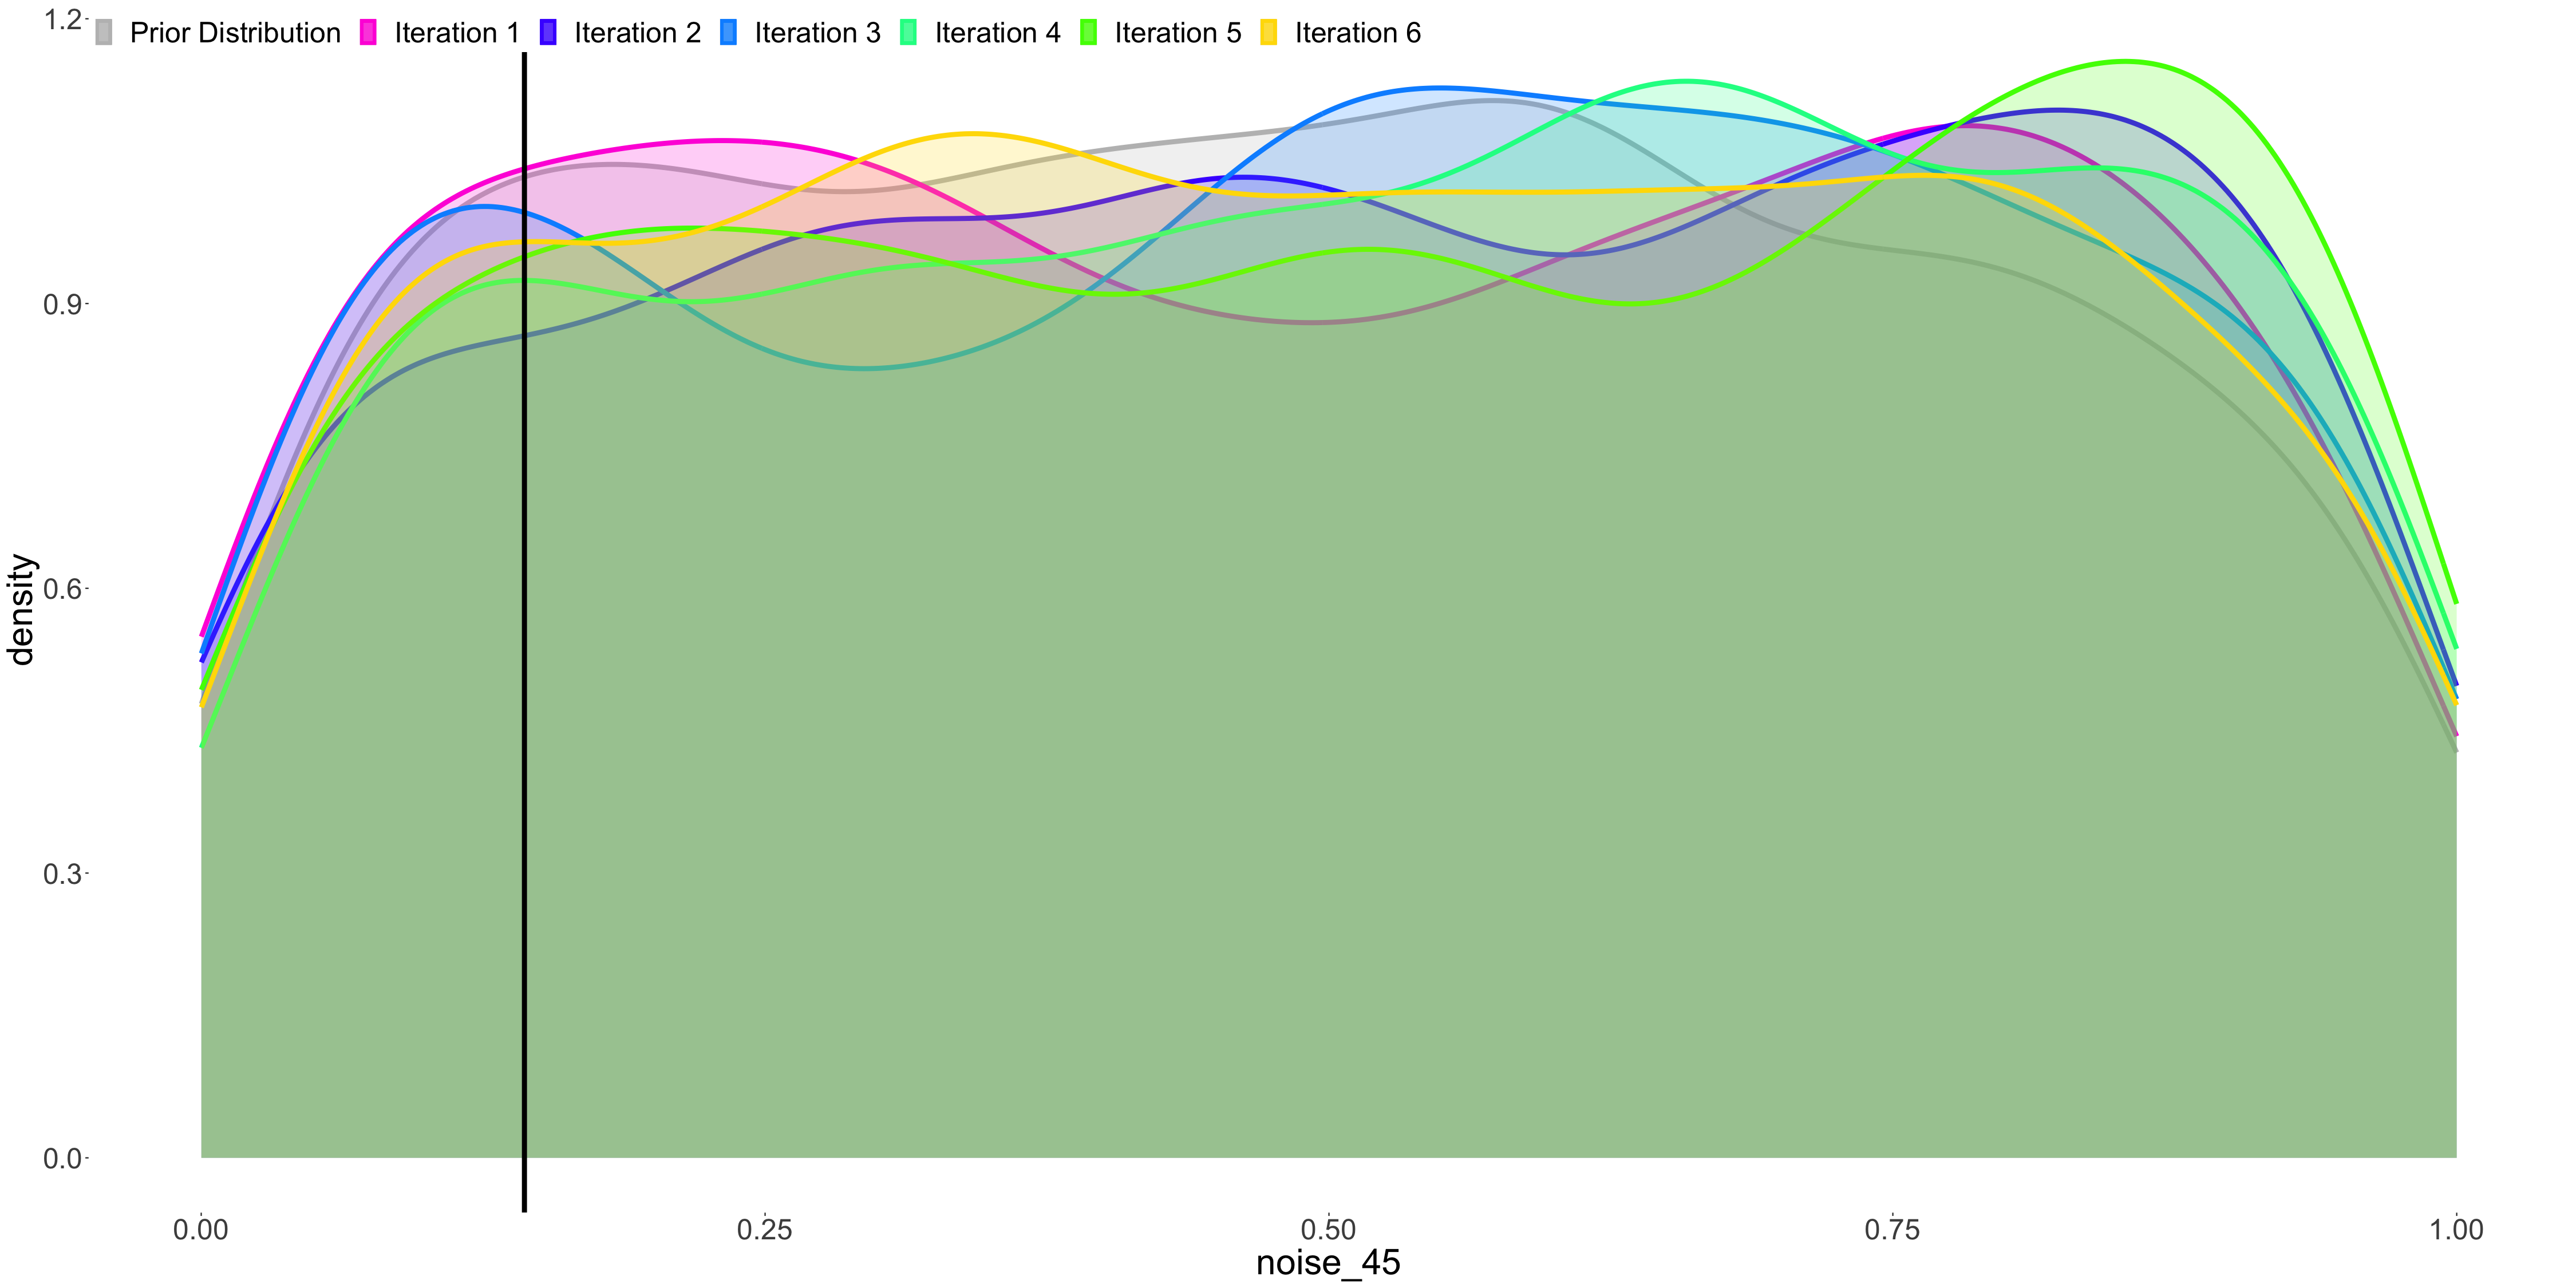 Prior Distribution Iteration 1 Iteration 2 Iteration 3 Iteration 4 Iteration 5 Iteration 6
1.2
0.9
0.6
0.3
0.0
density
0.00 0.25 0.50 0.75 1.00
noise_45